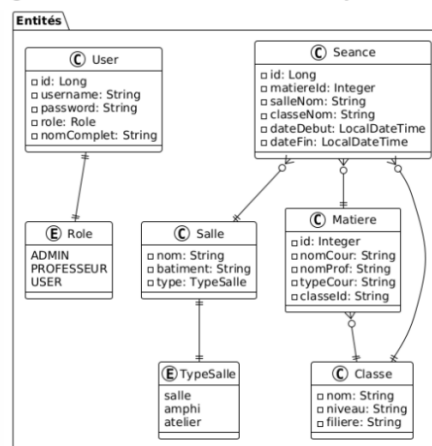 Entités
C User
id: Long
username: String
password: String
role: Role
nomComplet: String
C Seance
id: Long
matiereId: Integer
salleNom: String
classeNom: String
dateDebut: LocalDateTime
dateFin: LocalDateTime
E Role
ADMIN
PROFESSEUR
USER
C Salle
nom: String
batiment: String
type: TypeSalle
C Matiere
id: Integer
nomCour: String
nomProf: String
typeCour: String
classeId: String
E TypeSalle
salle
amphi
atelier
C Classe
nom: String
niveau: String
filiere: String